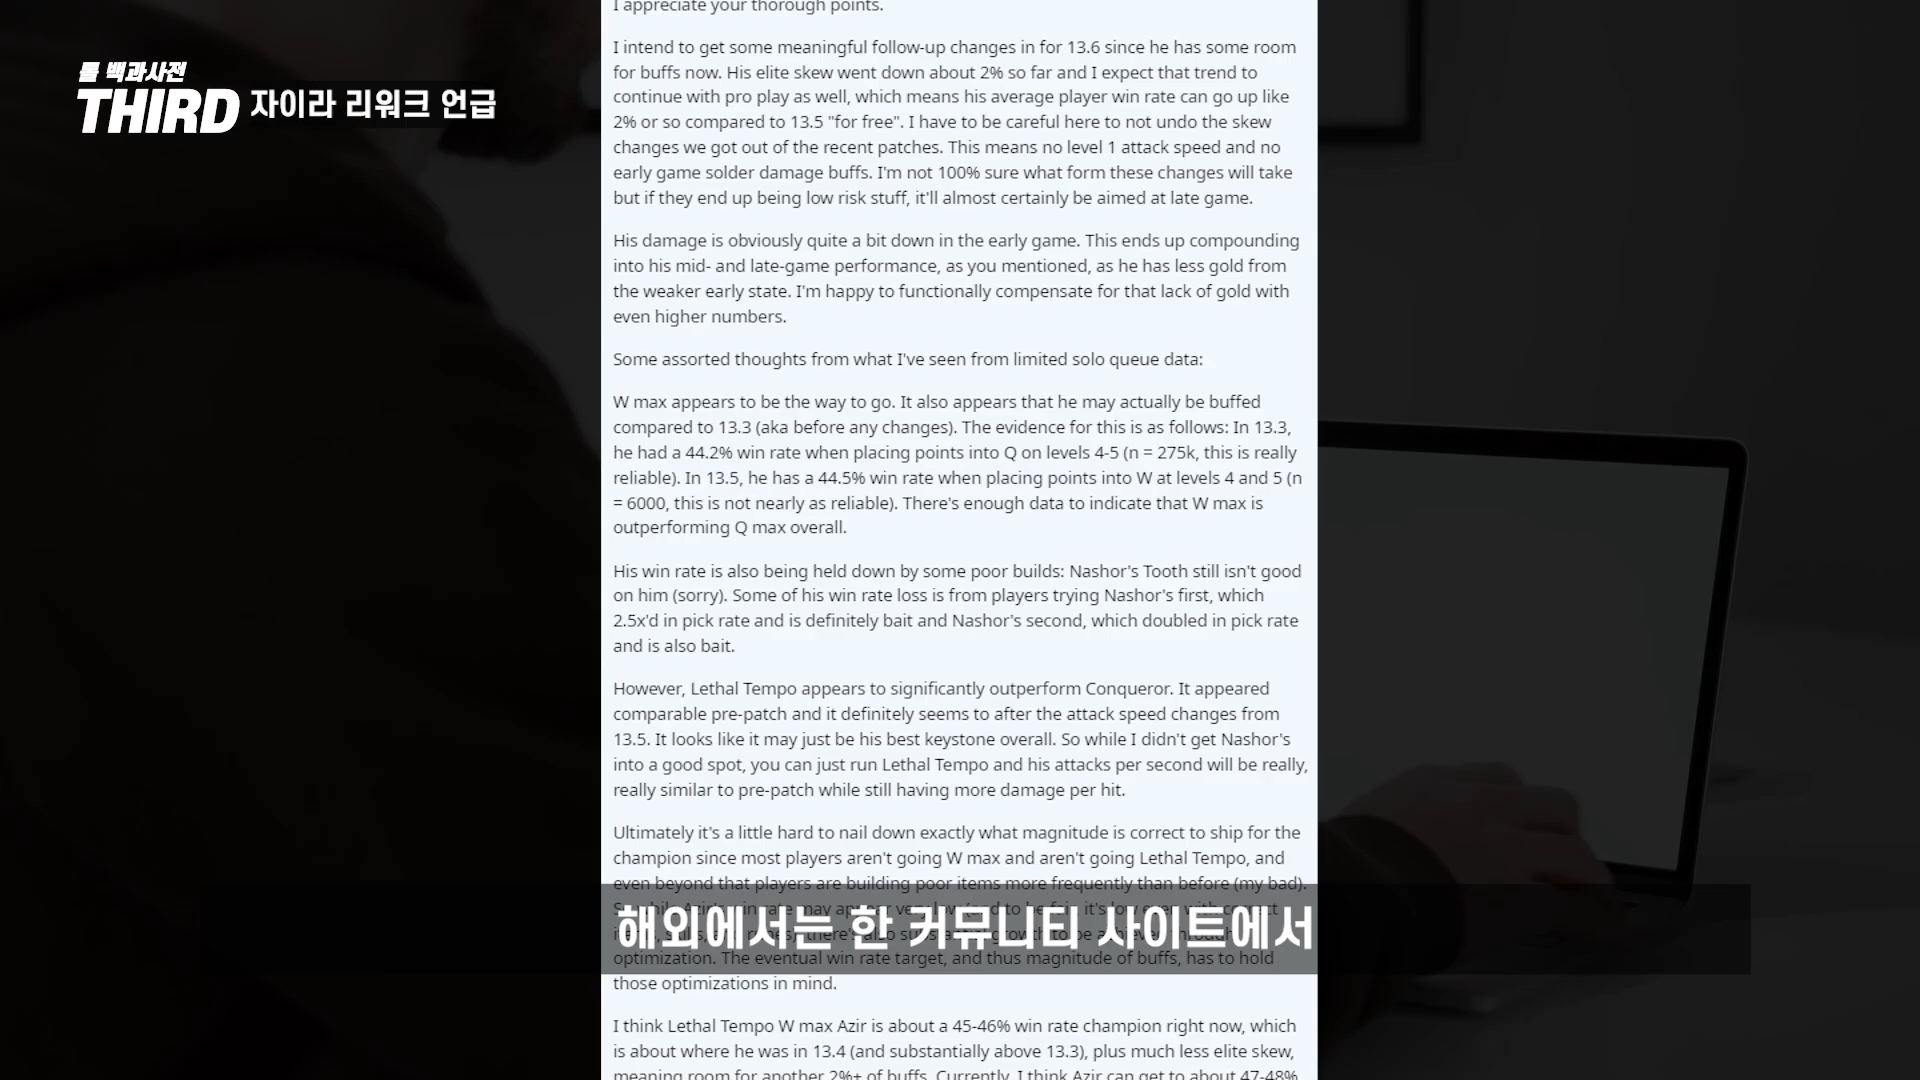 롤 백과사전
THIRD 자이라 리워크 언급
I appreciate your thorough points.
I intend to get some meaningful follow-up changes in for 13.6 since he has some room
for buffs now. His elite skew went down about 2% so far and I expect that trend to
continue with pro play as well, which means his average player win rate can go up like
2% or so compared to 13.5 "for free". I have to be careful here to not undo the skew
changes we got out of the recent patches. This means no level 1 attack speed and no
early game solder damage buffs. I'm not 100% sure what form these changes will take
but if they end up being low risk stuff, it'll almost certainly be aimed at late game.
His damage is obviously quite a bit down in the early game. This ends up compounding
into his mid- and late-game performance, as you mentioned, as he has less gold from
the weaker early state. I'm happy to functionally compensate for that lack of gold with
even higher numbers.
Some assorted thoughts from what I've seen from limited solo queue data:
W max appears to be the way to go. It also appears that he may actually be buffed
compared to 13.3 (aka before any changes). The evidence for this is as follows: In 13.3,
he had a 44.2% win rate when placing points into Q on levels 4-5 (n = 275k, this is really
reliable). In 13.5, he has a 44.5% win rate when placing points into W at levels 4 and 5 (n
= 6000, this is not nearly as reliable). There's enough data to indicate that W max is
outperforming Q max overall.
His win rate is also being held down by some poor builds: Nashor's Tooth still isn't good
on him (sorry). Some of his win rate loss is from players trying Nashor's first, which
2.5x'd in pick rate and is definitely bait and Nashor's second, which doubled in pick rate
and is also bait.
However, Lethal Tempo appears to significantly outperform Conqueror. It appeared
comparable pre-patch and it definitely seems to after the attack speed changes from
13.5. It looks like it may just be his best keystone overall. So while I didn't get Nashor's
into a good spot, you can just run Lethal Tempo and his attacks per second will be really,
really similar to pre-patch while still having more damage per hit.
Ultimately it's a little hard to nail down exactly what magnitude is correct to ship for the
champion since most players aren't going W max and aren't going Lethal Tempo, and
even beyond that players are building poor items more frequently than before (my bad).
해외에서는 한 커뮤니티 사이트에서
optimization. The eventual win rate target, and thus magnitude of buffs, has to hold
those optimizations in mind.
I think Lethal Tempo W max Azir is about a 45-46% win rate champion right now, which
is about where he was in 13.4 (and substantially above 13.3), plus much less elite skew,
meaning room for another 2%+ of buffs. Currently, I think Azir can get to about 47-48%